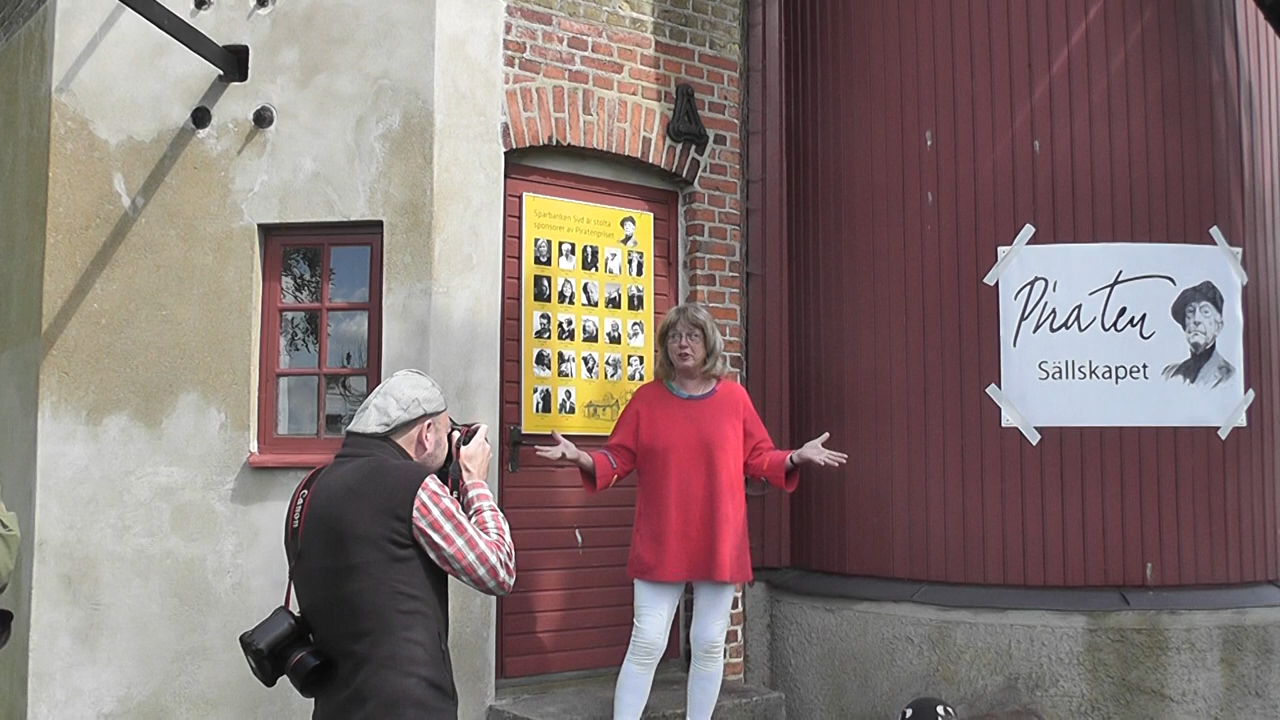 Sparbanken Syd är stolta
sponsorer av Piratenpriset
Piraten
Sällskapet
Canon